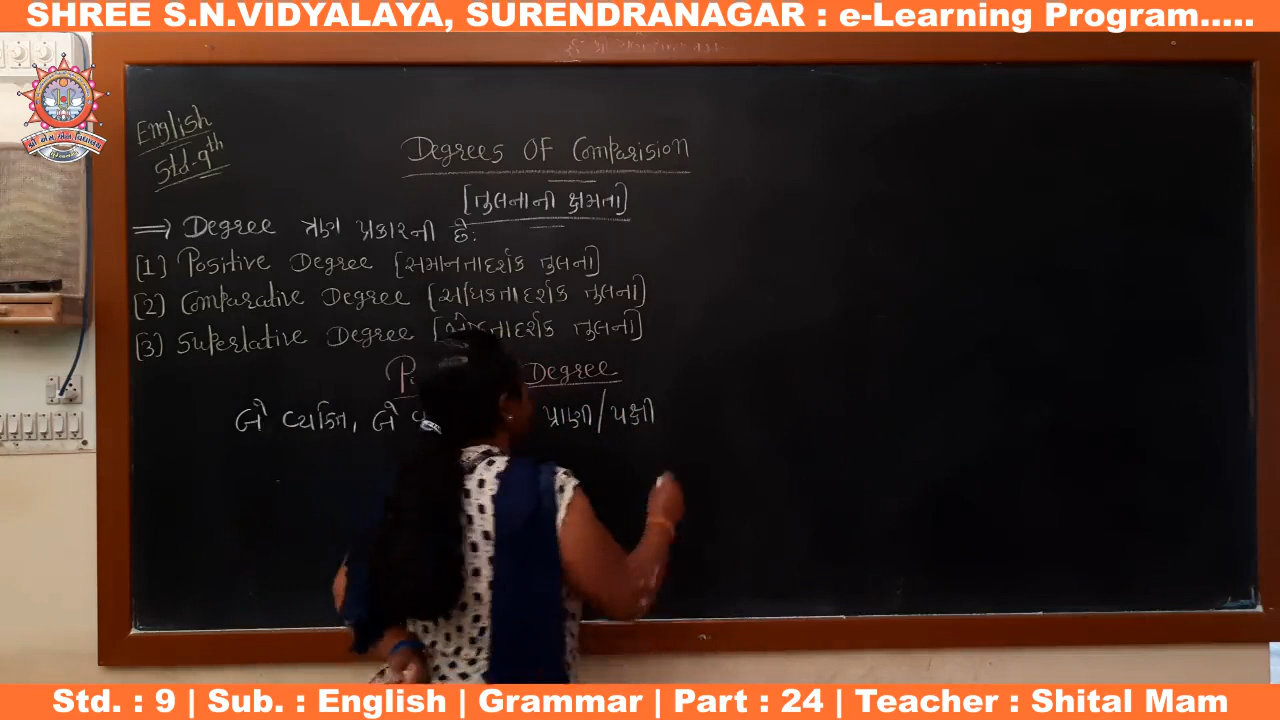 SHREE S.N.VIDYALAYA, SURENDRANAGAR : e-Learning Program.....
English
Std. 9th
Degrees OF Comparision
[તુલનાની ક્ષમતા]
⇒ Degree ત્રણ પ્રકારની છે.
[1] Positive Degree [સમાનતાદર્શક તુલના]
[2] Comparative Degree [અધિકતાદર્શક તુલના]
[3] Superlative Degree [તાદર્શક તુલના]
Degree
બે વ્યક્તિ, બે પ્રાણી/પક્ષી
Std. : 9 | Sub. : English | Grammar | Part : 24 | Teacher : Shital Mam